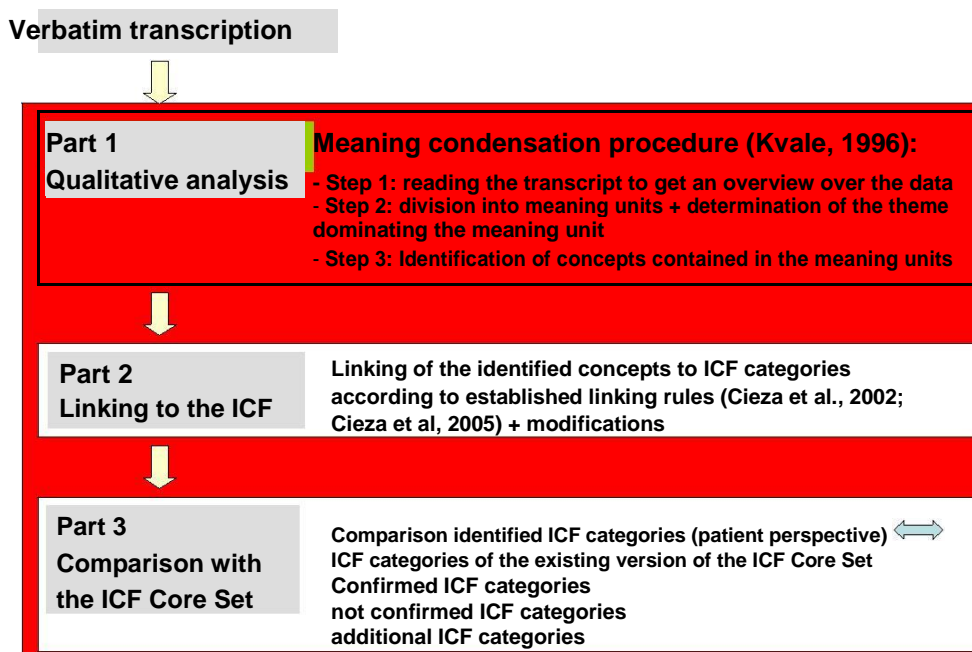 Verbatim transcription
Part 1
Qualitative analysis
Meaning condensation procedure (Kvale, 1996):
- Step 1: reading the transcript to get an overview over the data
- Step 2: division into meaning units + determination of the theme
dominating the meaning unit
- Step 3: Identification of concepts contained in the meaning units
Part 2
Linking to the ICF
Linking of the identified concepts to ICF categories
according to established linking rules (Cieza et al., 2002;
Cieza et al, 2005) + modifications
Part 3
Comparison with
the ICF Core Set
Comparison identified ICF categories (patient perspective)
ICF categories of the existing version of the ICF Core Set
Confirmed ICF categories
not confirmed ICF categories
additional ICF categories